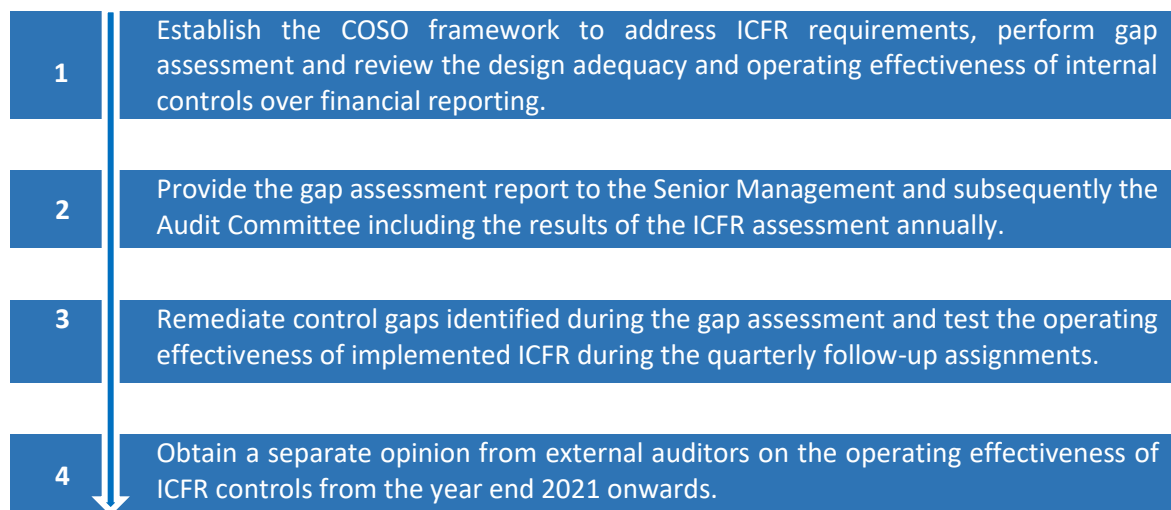 Establish the COSO framework to address ICFR requirements, perform gap
1 assessment and review the design adequacy and operating effectiveness of internal
controls over financial reporting.
2 Provide the gap assessment report to the Senior Management and subsequently the
Audit Committee including the results of the ICFR assessment annually.
3 Remediate control gaps identified during the gap assessment and test the operating
effectiveness of implemented ICFR during the quarterly follow-up assignments.
4 Obtain a separate opinion from external auditors on the operating effectiveness of
ICFR controls from the year end 2021 onwards.